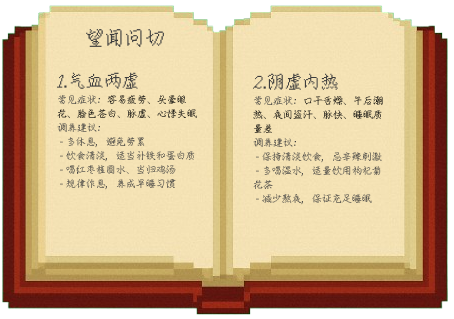 望闻问切
1.气血两虚
常见症状：容易疲劳、头晕眼
花、脸色苍白、脉虚、心悸失眠
调养建议：
- 多休息，避免劳累
- 饮食清淡，适当补铁和蛋白质
- 喝红枣桂圆水、当归鸡汤
- 规律作息，养成早睡习惯
2.阴虚内热
常见症状：口干舌燥、午后潮
热、夜间盗汗、脉快、睡眠质
量差
调养建议：
- 保持清淡饮食，忌辛辣刺激
- 多喝温水，适量饮用枸杞菊
花茶
- 减少熬夜，保证充足睡眠